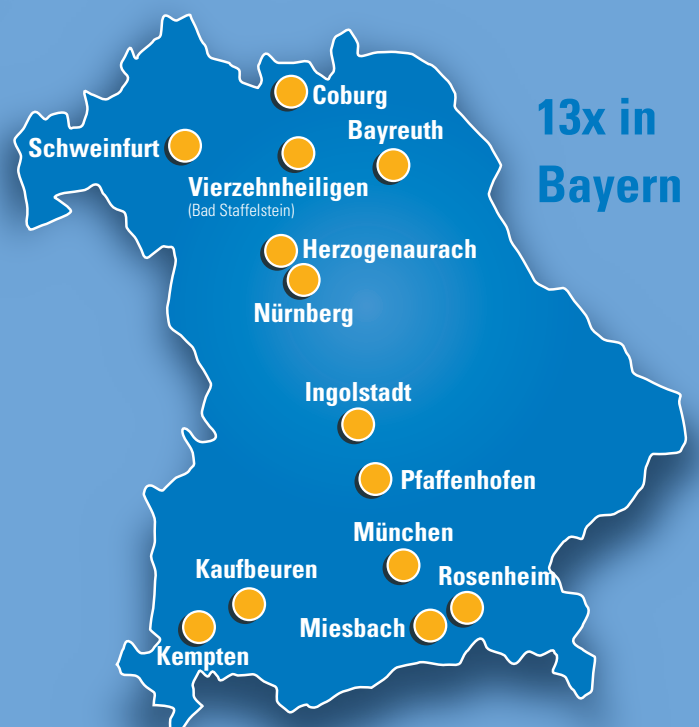 Coburg
13x in
Bayern
Schweinfurt
Bayreuth
Vierzehnheiligen
(Bad Staffelstein)
Herzogenaurach
Nürnberg
Ingolstadt
Pfaffenhofen
München
Kaufbeuren
Rosenheim
Miesbach
Kempten